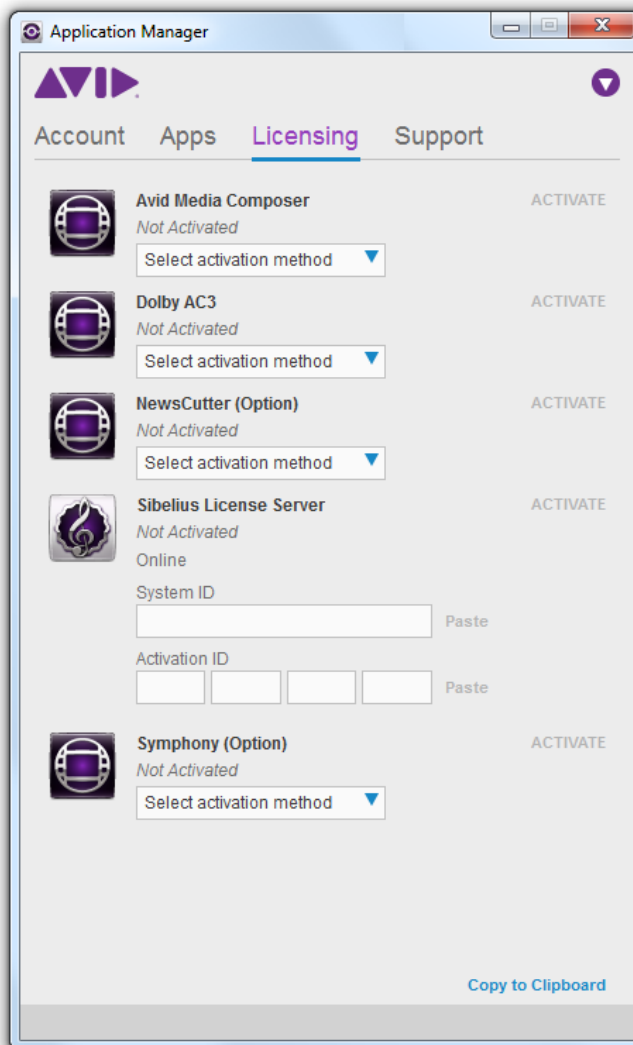 Application Manager
AVID
Account Apps Licensing Support
Avid Media Composer ACTIVATE
Not Activated
Select activation method
Dolby AC3 ACTIVATE
Not Activated
Select activation method
NewsCutter (Option) ACTIVATE
Not Activated
Select activation method
Sibelius License Server ACTIVATE
Not Activated
Online
System ID
Paste
Activation ID
Paste
Symphony (Option) ACTIVATE
Not Activated
Select activation method
Copy to Clipboard